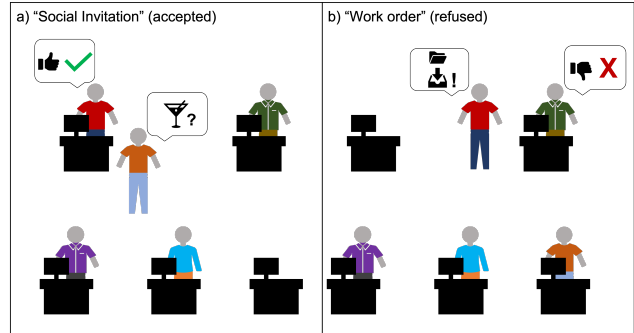 a) “Social Invitation” (accepted)
b) “Work order” (refused)
?
!
X